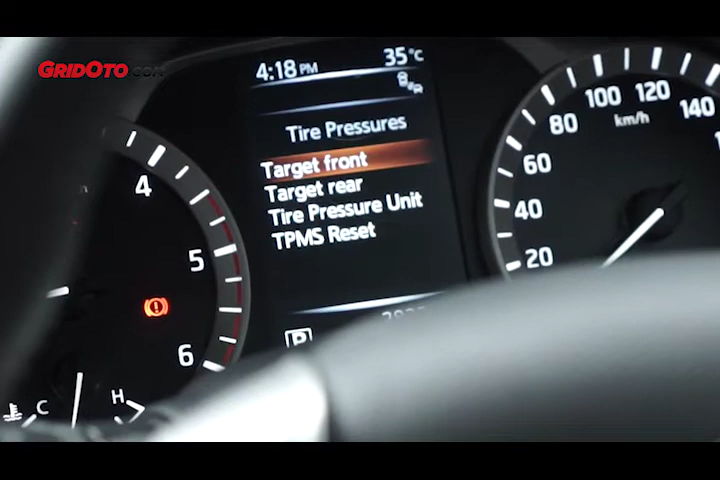 GRIDOTO.COM
4:18 PM
35°C
Tire Pressures
Target front
Target rear
Tire Pressure Unit
TPMS Reset
P
4
5
6
C
H
20
40
60
80
100
120
140
km/h